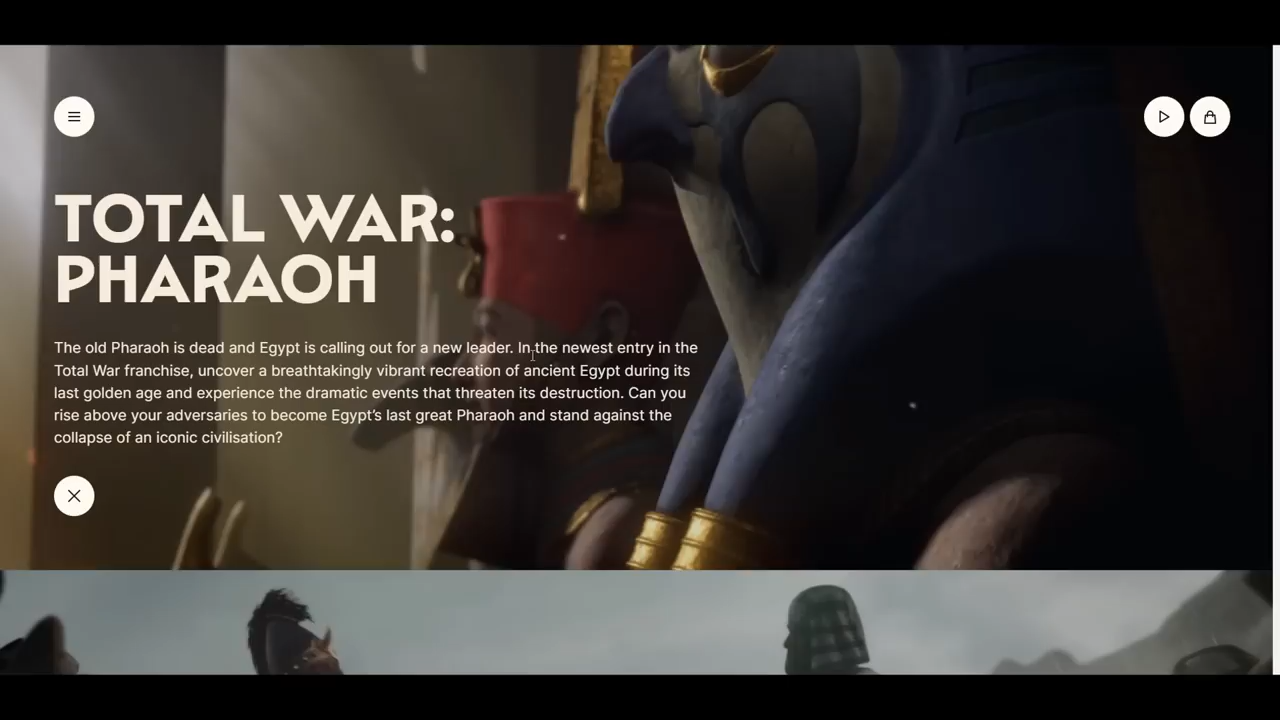 TOTAL WAR:
PHARAOH
The old Pharaoh is dead and Egypt is calling out for a new leader. In the newest entry in the
Total War franchise, uncover a breathtakingly vibrant recreation of ancient Egypt during its
last golden age and experience the dramatic events that threaten its destruction. Can you
rise above your adversaries to become Egypt’s last great Pharaoh and stand against the
collapse of an iconic civilisation?